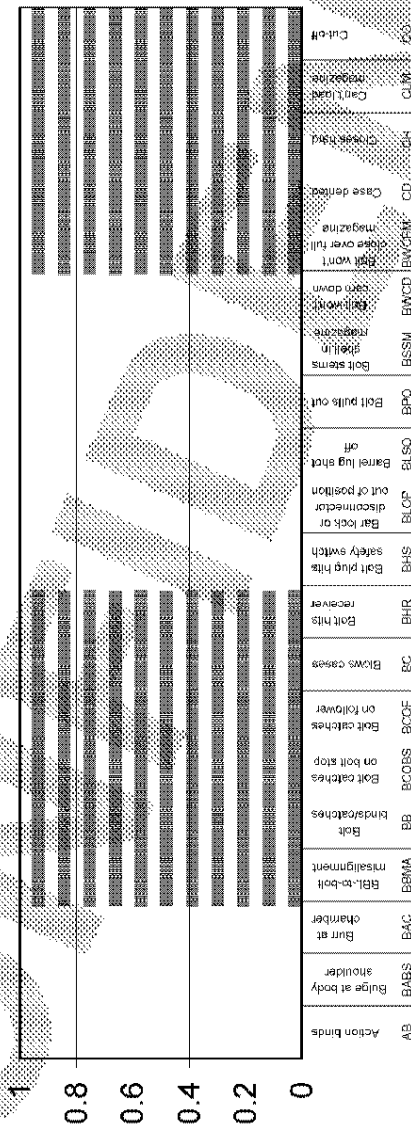 1
0.8
0.6
0.4
0.2
0
Action binds
AB
Bulge at body
shoulder
BABS
Burr at
chamber
BAC
BBL-to-bolt
misalignment
BBMA
Bolt
binds/catches
BB
Bolt catches
on bolt stop
BCOBS
Bolt catches
on follower
BCOF
Blows cases
BC
Bolt hits
receiver
BHR
Bolt plug hits
safety switch
BHS
Bar lock or
disconnector
out of position
BLOP
Barrel lug shot
off
BLSO
Bolt pulls out
BPO
Bolt stems
shell in
magazine
BSSM
Bolt won't
cam down
BWCD
Bolt won't
close over full
magazine
BWCFM
Case dented
CD
Closes hard
CH
Can't load
magazine
CLM
Cut-off
CO